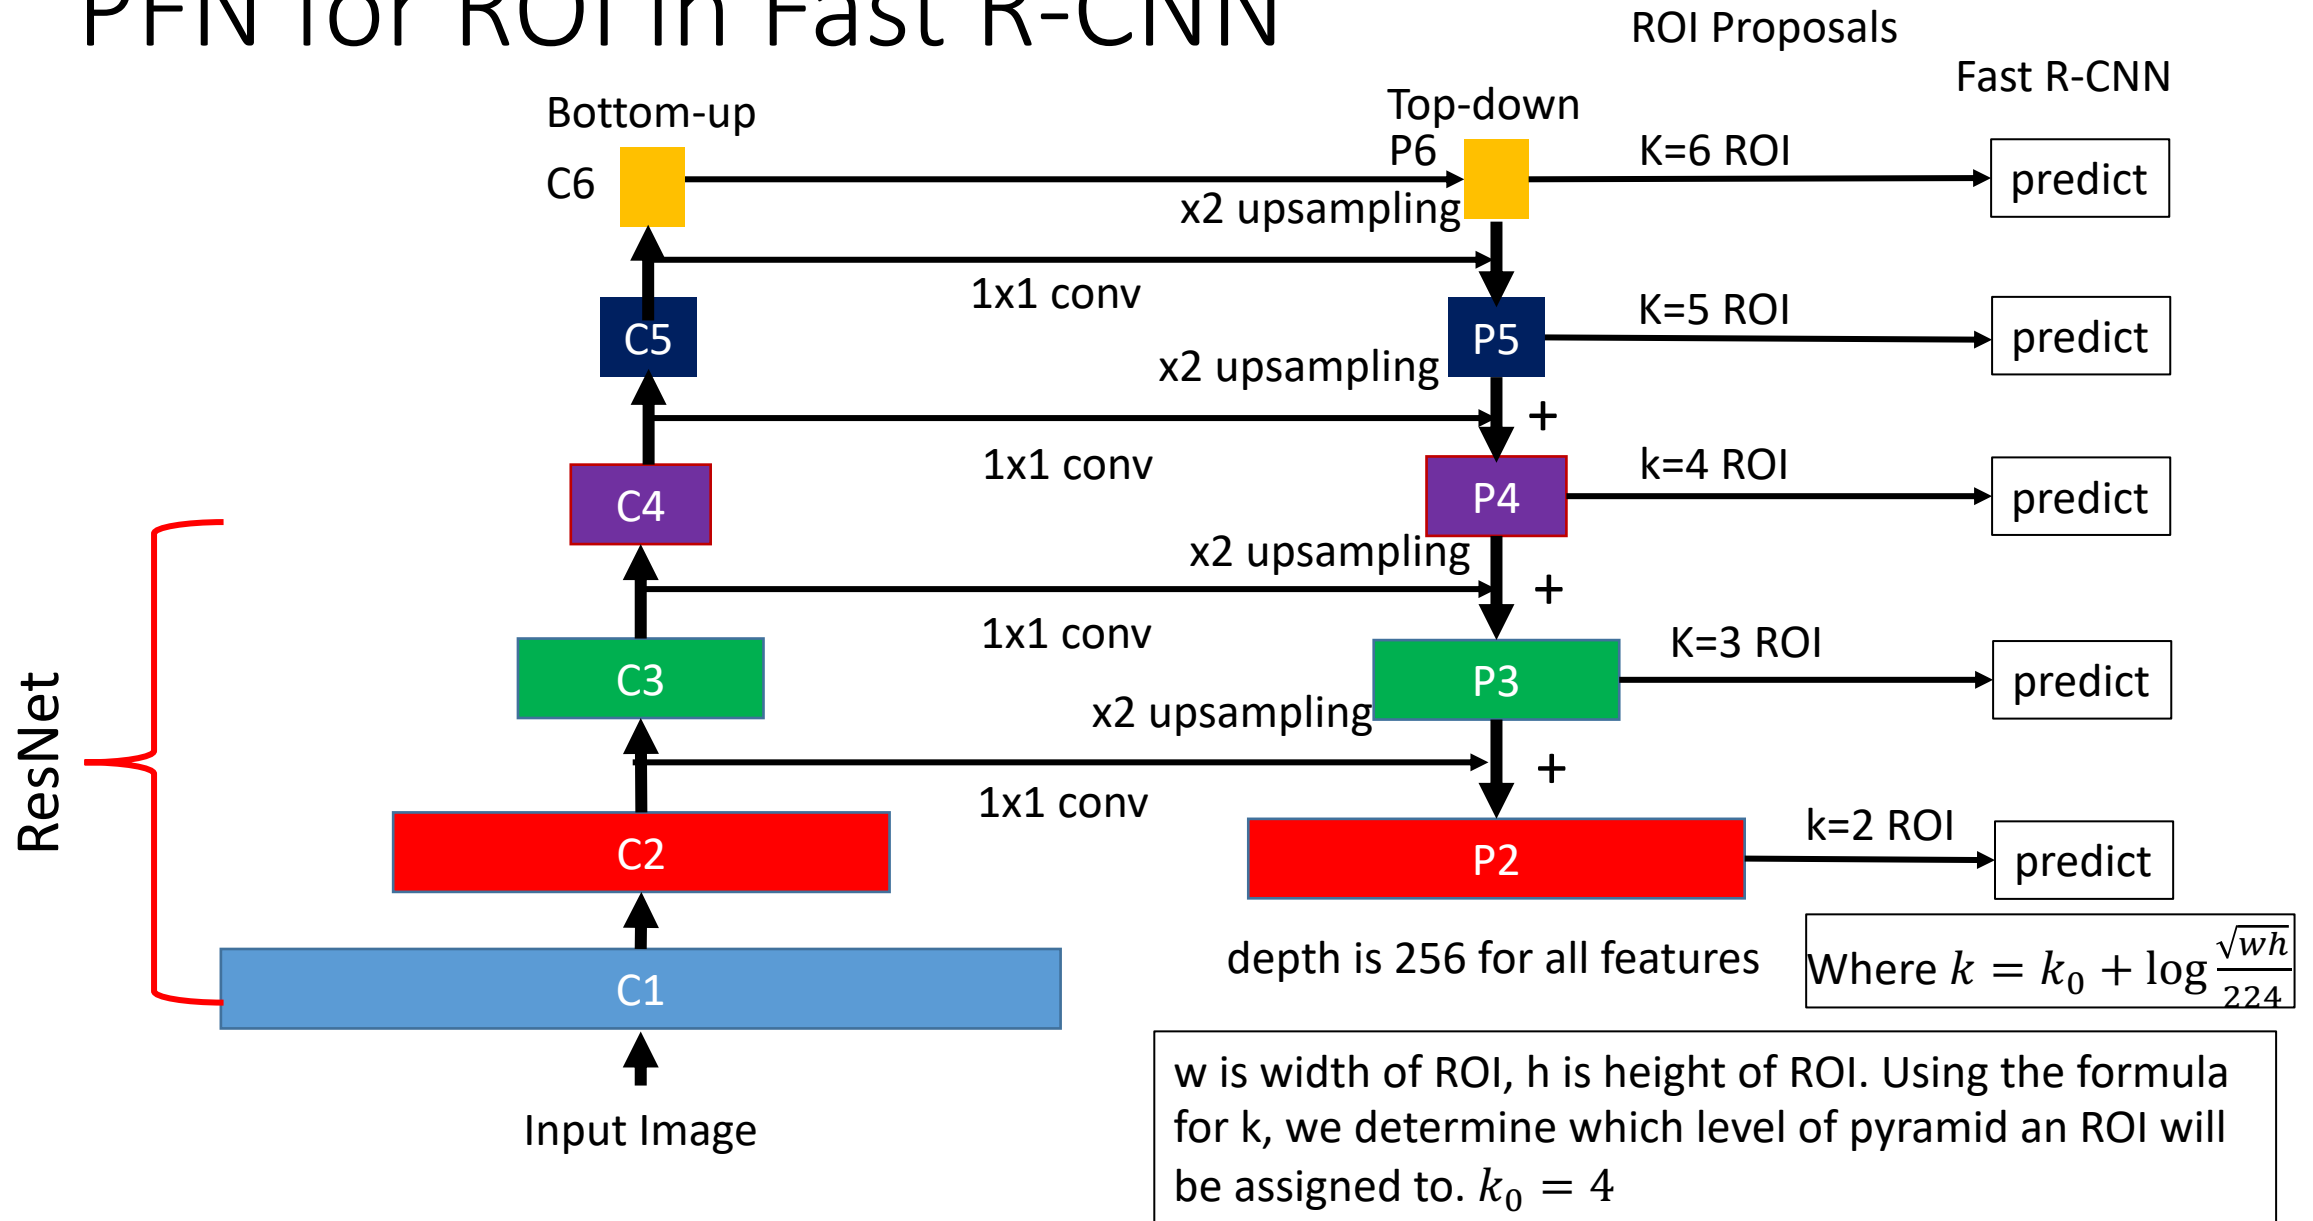 PFN for ROI in Fast R-CNN
ROI Proposals
Fast R-CNN
Bottom-up
Top-down
C6
P6
K=6 ROI
predict
x2 upsampling
1x1 conv
C5
P5
K=5 ROI
predict
x2 upsampling
+
1x1 conv
C4
P4
k=4 ROI
predict
x2 upsampling
+
1x1 conv
C3
P3
K=3 ROI
predict
x2 upsampling
+
1x1 conv
C2
P2
k=2 ROI
predict
ResNet
C1
depth is 256 for all features
Where k = k₀ + log √wh / 224
Input Image
w is width of ROI, h is height of ROI. Using the formula
for k, we determine which level of pyramid an ROI will
be assigned to. k₀ = 4